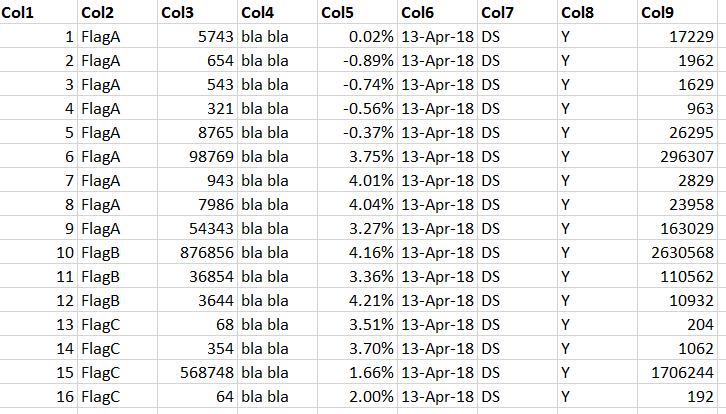 Col1 Col2 Col3 Col4 Col5 Col6 Col7 Col8 Col9
1 FlagA 5743 bla bla 0.02% 13-Apr-18 DS Y 17229
2 FlagA 654 bla bla -0.89% 13-Apr-18 DS Y 1962
3 FlagA 543 bla bla -0.74% 13-Apr-18 DS Y 1629
4 FlagA 321 bla bla -0.56% 13-Apr-18 DS Y 963
5 FlagA 8765 bla bla -0.37% 13-Apr-18 DS Y 26295
6 FlagA 98769 bla bla 3.75% 13-Apr-18 DS Y 296307
7 FlagA 943 bla bla 4.01% 13-Apr-18 DS Y 2829
8 FlagA 7986 bla bla 4.04% 13-Apr-18 DS Y 23958
9 FlagA 54343 bla bla 3.27% 13-Apr-18 DS Y 163029
10 FlagB 876856 bla bla 4.16% 13-Apr-18 DS Y 2630568
11 FlagB 36854 bla bla 3.36% 13-Apr-18 DS Y 110562
12 FlagB 3644 bla bla 4.21% 13-Apr-18 DS Y 10932
13 FlagC 68 bla bla 3.51% 13-Apr-18 DS Y 204
14 FlagC 354 bla bla 3.70% 13-Apr-18 DS Y 1062
15 FlagC 568748 bla bla 1.66% 13-Apr-18 DS Y 1706244
16 FlagC 64 bla bla 2.00% 13-Apr-18 DS Y 192